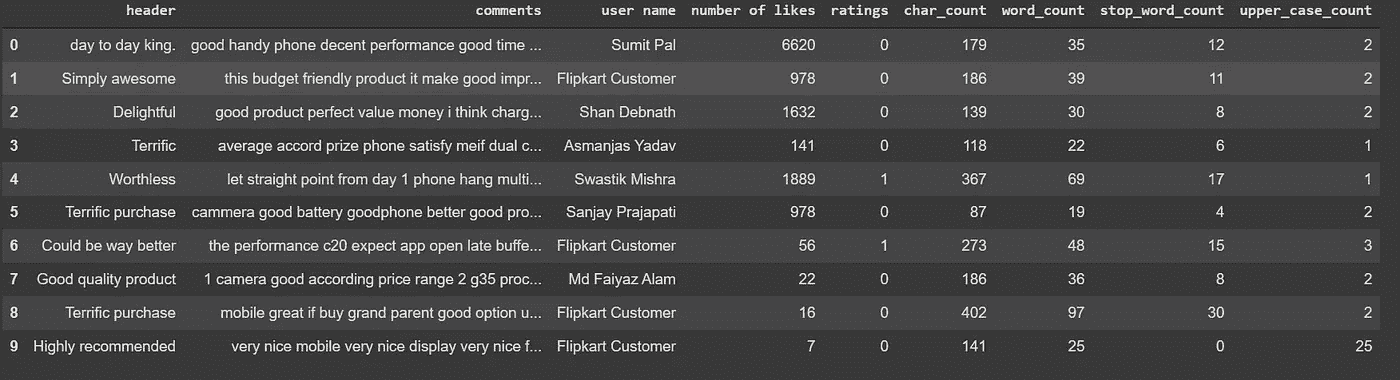 header comments user name number of likes ratings char_count word_count stop_word_count upper_case_count
0 day to day king. good handy phone decent performance good time ... Sumit Pal 6620 0 179 35 12 2
1 Simply awesome this budget friendly product it make good impr... Flipkart Customer 978 0 186 39 11 2
2 Delightful good product perfect value money i think charg... Shan Debnath 1632 0 139 30 8 2
3 Terrific average accord prize phone satisfy meif dual c... Asmanjas Yadav 141 0 118 22 6 1
4 Worthless let straight point from day 1 phone hang multi... Swastik Mishra 1889 1 367 69 17 1
5 Terrific purchase cammera good battery goodphone better good pro... Sanjay Prajapati 978 0 87 19 4 2
6 Could be way better the performance c20 expect app open late buffe... Flipkart Customer 56 1 273 48 15 3
7 Good quality product 1 camera good according price range 2 g35 proc... Md Faiyaz Alam 22 0 186 36 8 2
8 Terrific purchase mobile great if buy grand parent good option u... Flipkart Customer 16 0 402 97 30 2
9 Highly recommended very nice mobile very nice display very nice f... Flipkart Customer 7 0 141 25 0 25